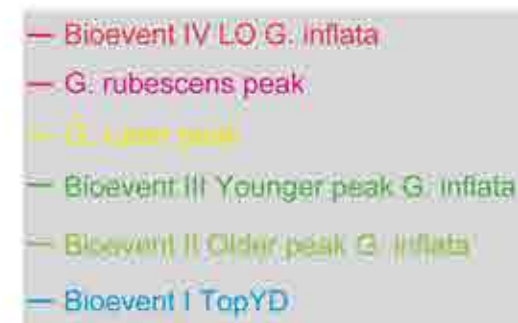 Bioevent IV LO G. inflata
G. rubescens peak
G. ruber peak
Bioevent III Younger peak G. inflata
Bioevent II Older peak G. inflata
Bioevent I TopYD